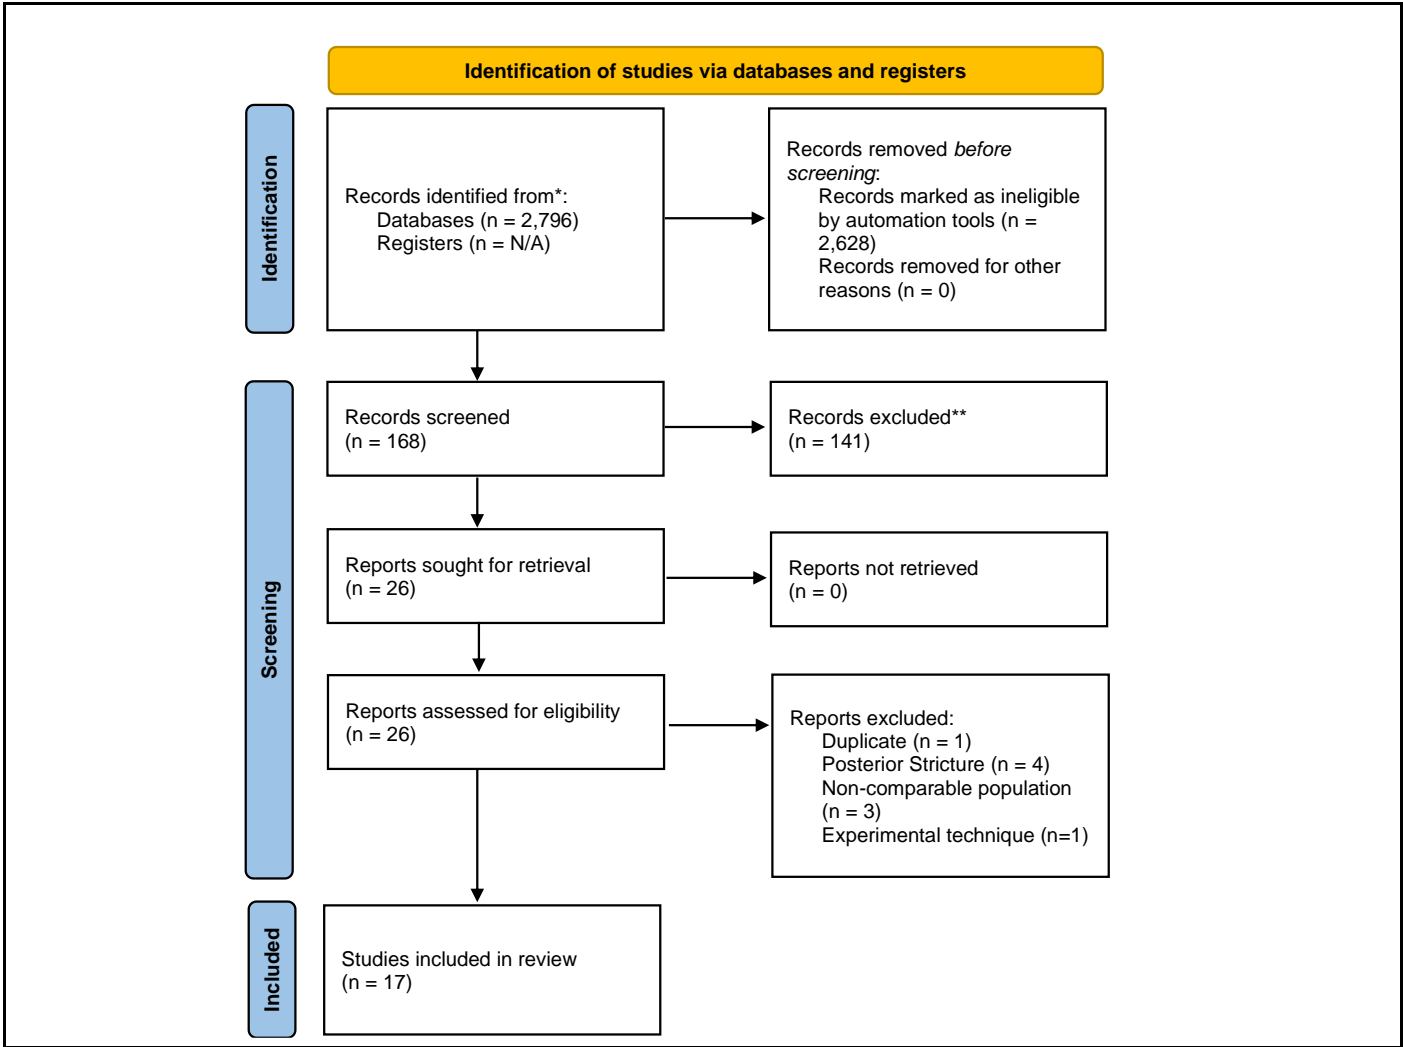 Identification of studies via databases and registers
Identification
Records identified from*:
Databases (n = 2,796)
Registers (n = N/A)
Records removed before
screening:
Records marked as ineligible
by automation tools (n =
2,628)
Records removed for other
reasons (n = 0)
Screening
Records screened
(n = 168)
Records excluded**
(n = 141)
Reports sought for retrieval
(n = 26)
Reports not retrieved
(n = 0)
Reports assessed for eligibility
(n = 26)
Reports excluded:
Duplicate (n = 1)
Posterior Stricture (n = 4)
Non-comparable population
(n = 3)
Experimental technique (n=1)
Included
Studies included in review
(n = 17)